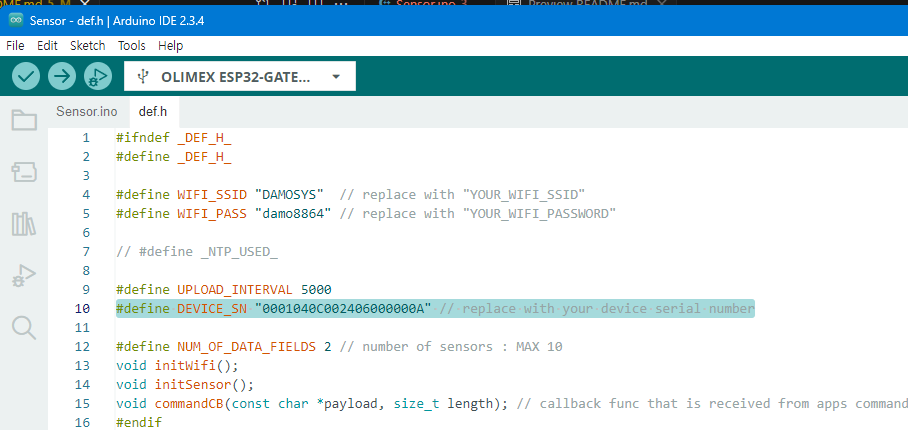 Sensor - def.h | Arduino IDE 2.3.4
File Edit Sketch Tools Help
OLIMEX ESP32-GATE...
Sensor.ino def.h
1 #ifndef _DEF_H_
2 #define _DEF_H_
3
4 #define WIFI_SSID "DAMOSYS"  // replace with "YOUR_WIFI_SSID"
5 #define WIFI_PASS "damo8864" // replace with "YOUR_WIFI_PASSWORD"
6
7 // #define _NTP_USED_
8
9 #define UPLOAD_INTERVAL 5000
10 #define DEVICE_SN "0001040C002406000000A" // replace with your device serial number
11
12 #define NUM_OF_DATA_FIELDS 2 // number of sensors : MAX 10
13 void initWifi();
14 void initSensor();
15 void commandCB(const char *payload, size_t length); // callback func that is received from apps command
16 #endif